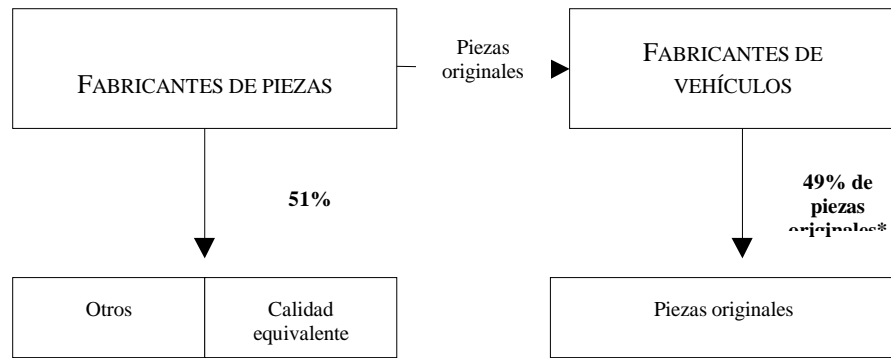 FABRICANTES DE PIEZAS
Piezas
originales
FABRICANTES DE
VEHÍCULOS
51%
49% de
piezas
originales*
Otros
Calidad
equivalente
Piezas originales